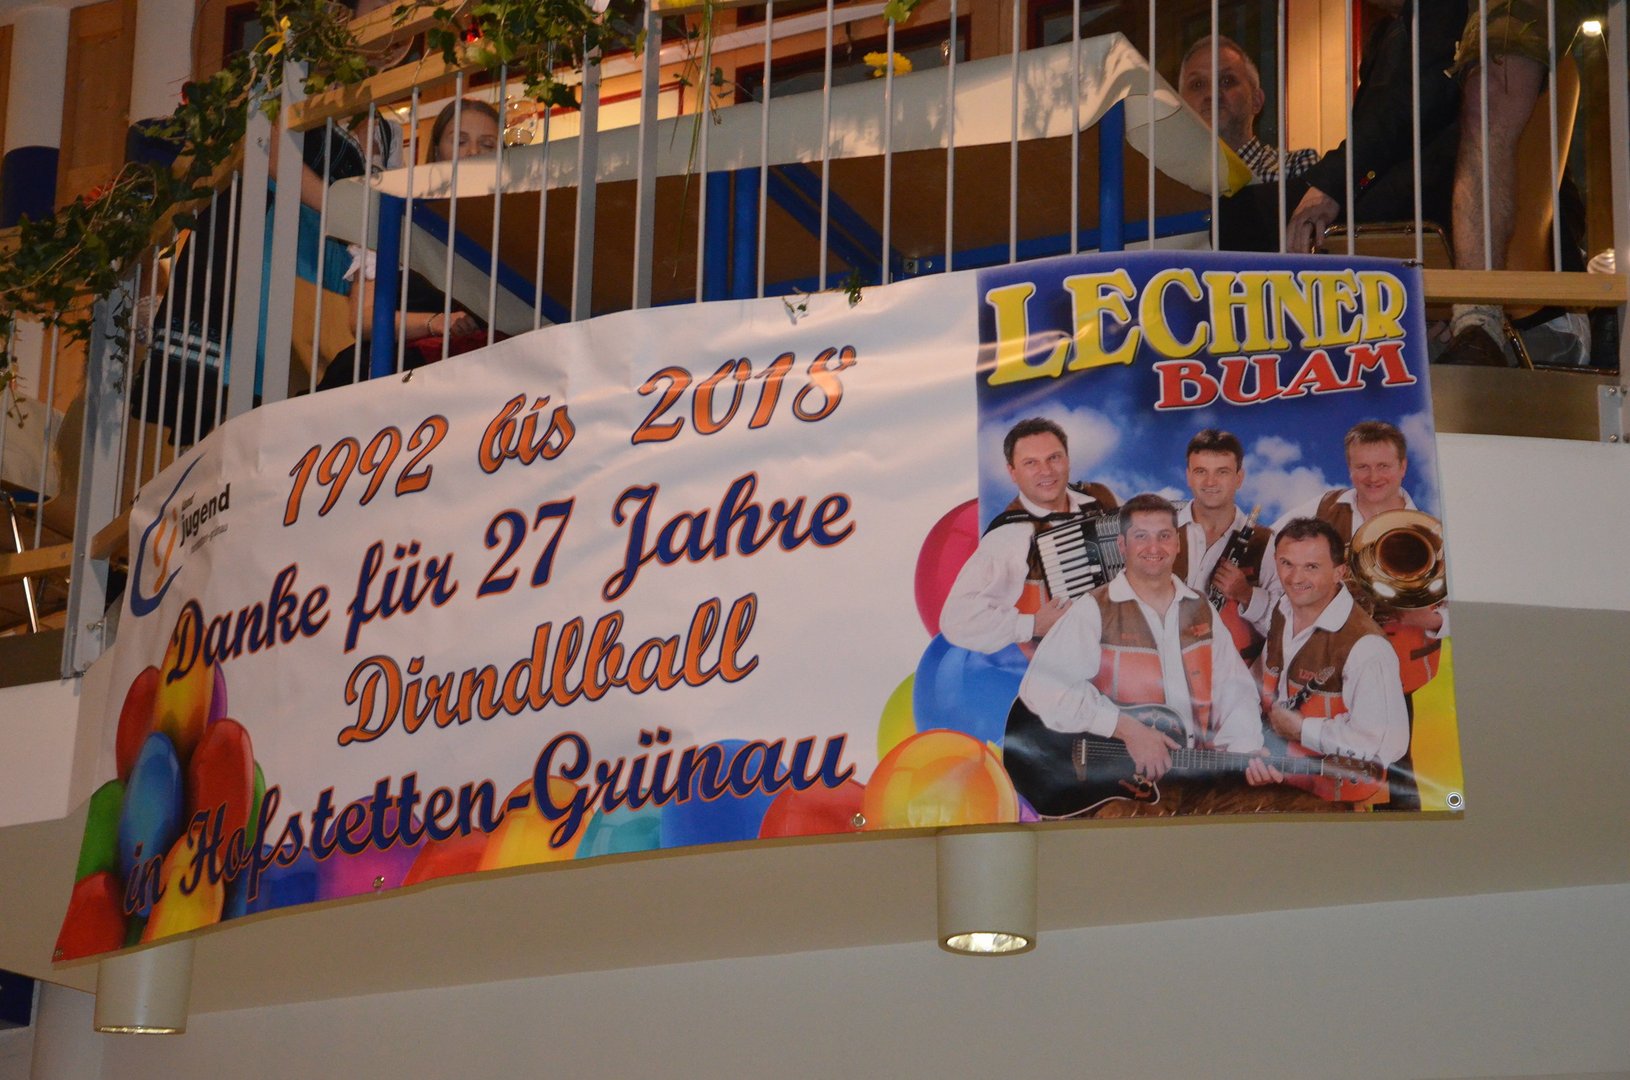 1992 bis 2018
Danke für 27 Jahre
Dirndlball
in Hofstetten-Grünau
jugend
LECHNER
BUAM